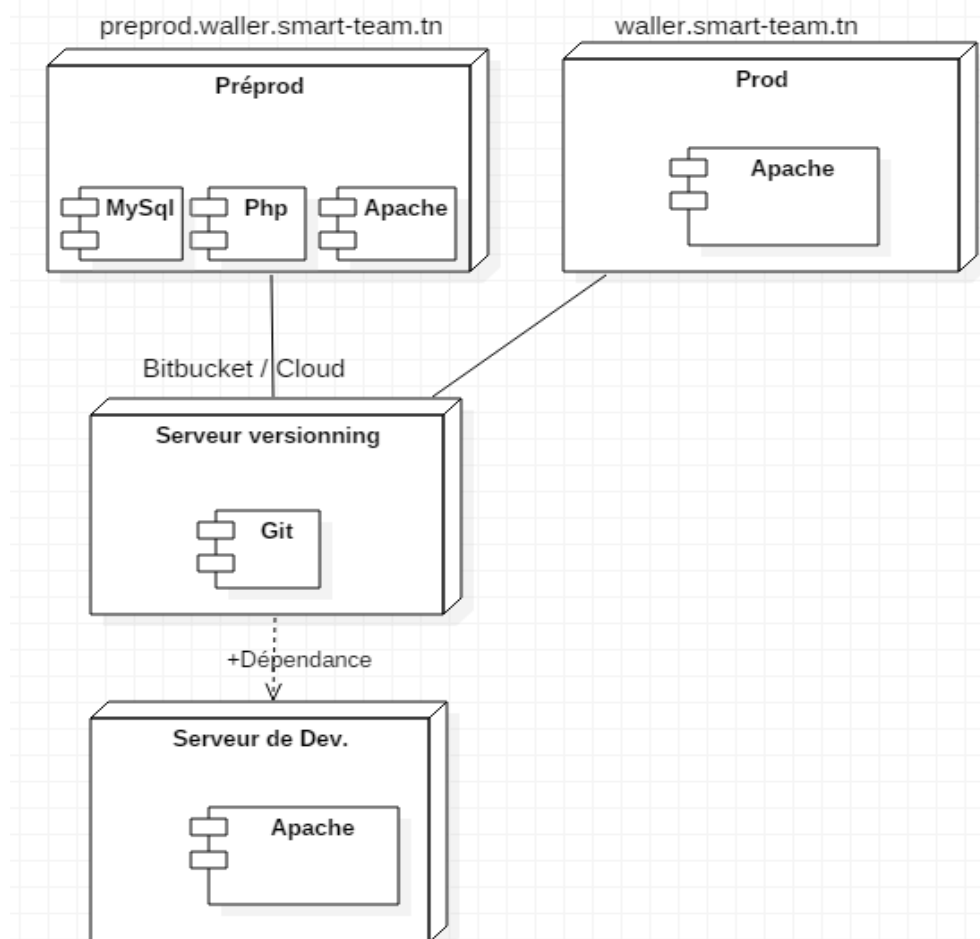 preprod.waller.smart-team.tn
waller.smart-team.tn
Préprod
Prod
MySql
Php
Apache
Apache
Bitbucket / Cloud
Serveur versionning
Git
+Dépendance
Serveur de Dev.
Apache